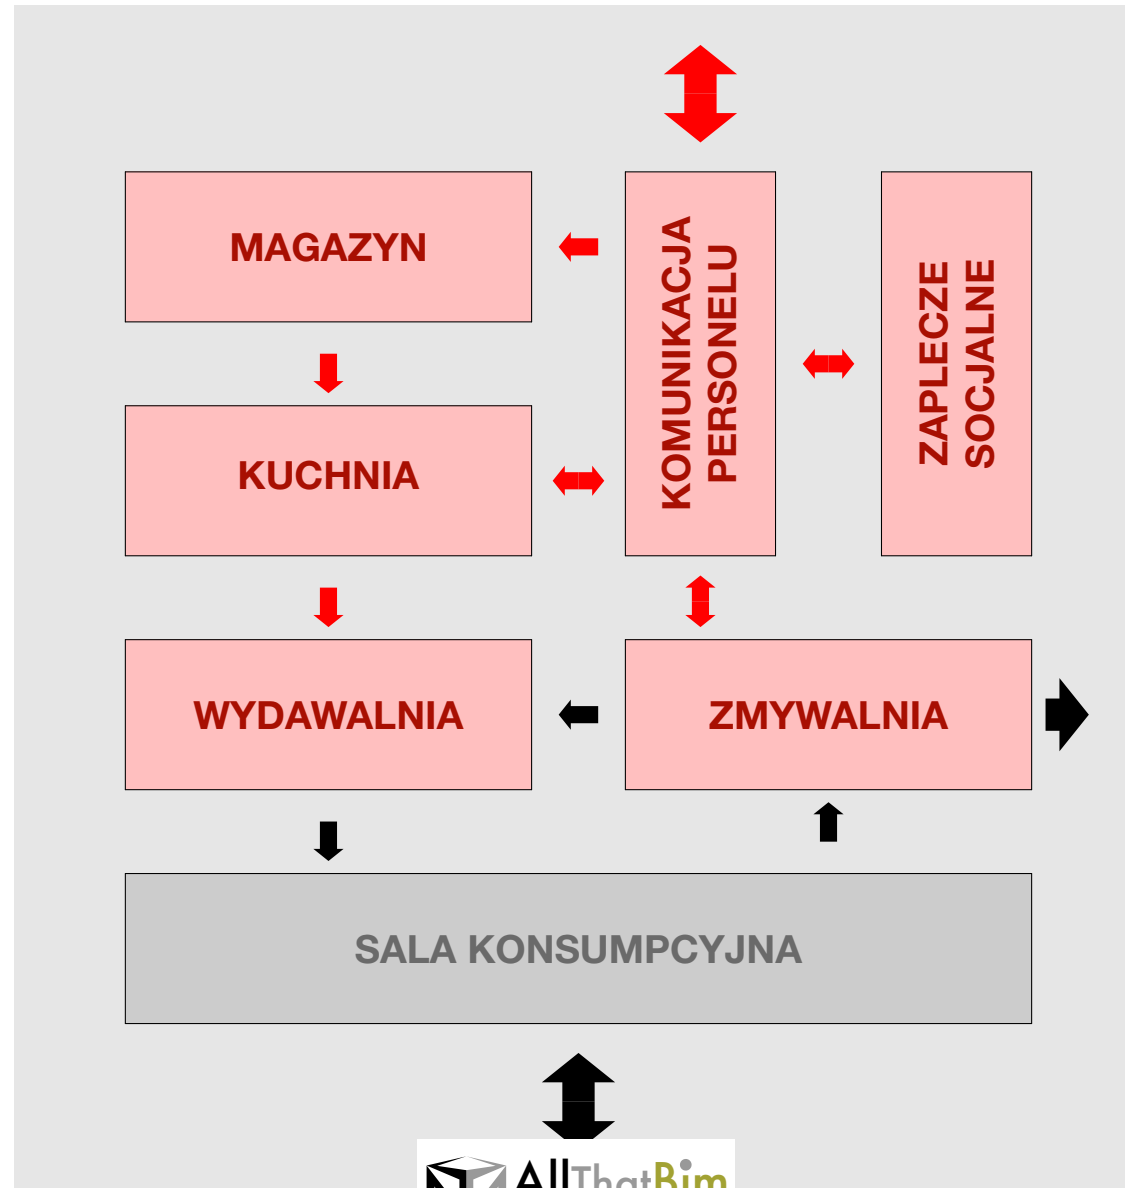 MAGAZYN
KOMUNIKACJA
PERSONELU
ZAPLECZE
SOCJALNE
KUCHNIA
WYDAWALNIA
ZMYWALNIA
SALA KONSUMPCYJNA
AllThatBim